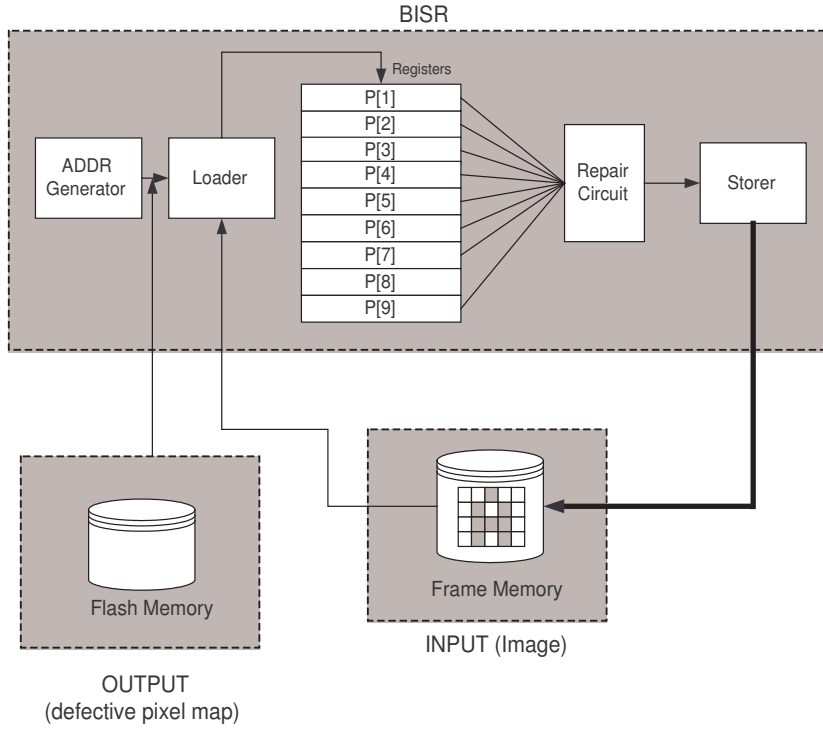 BISR
Registers
P[1]
P[2]
P[3]
P[4]
P[5]
P[6]
P[7]
P[8]
P[9]
ADDR
Generator
Loader
Repair
Circuit
Storer
Flash Memory
Frame Memory
INPUT (Image)
OUTPUT
(defective pixel map)